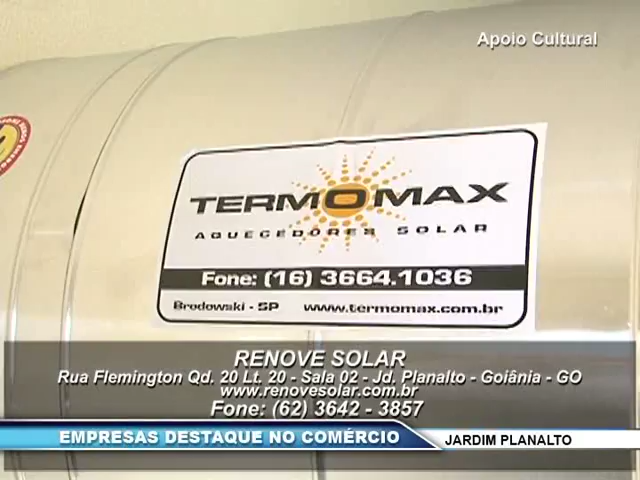 Apoio Cultural
TERMOMAX
AQUECEDORES SOLAR
Fone: (16) 3664.1036
Brodowski - SP www.termomax.com.br
RENOVE SOLAR
Rua Flemington Qd. 20 Lt. 20 - Sala 02 - Jd. Planalto - Goiânia - GO
www.renovesolar.com.br
Fone: (62) 3642 - 3857
EMPRESAS DESTAQUE NO COMÉRCIO JARDIM PLANALTO